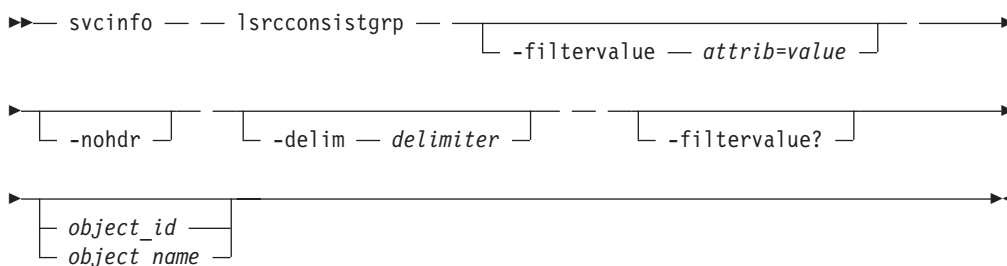 svcinfo lsrcconsistgrp
-filtervalue attrib=value
-nohdr -delim delimiter -filtervalue?
object_id
object_name